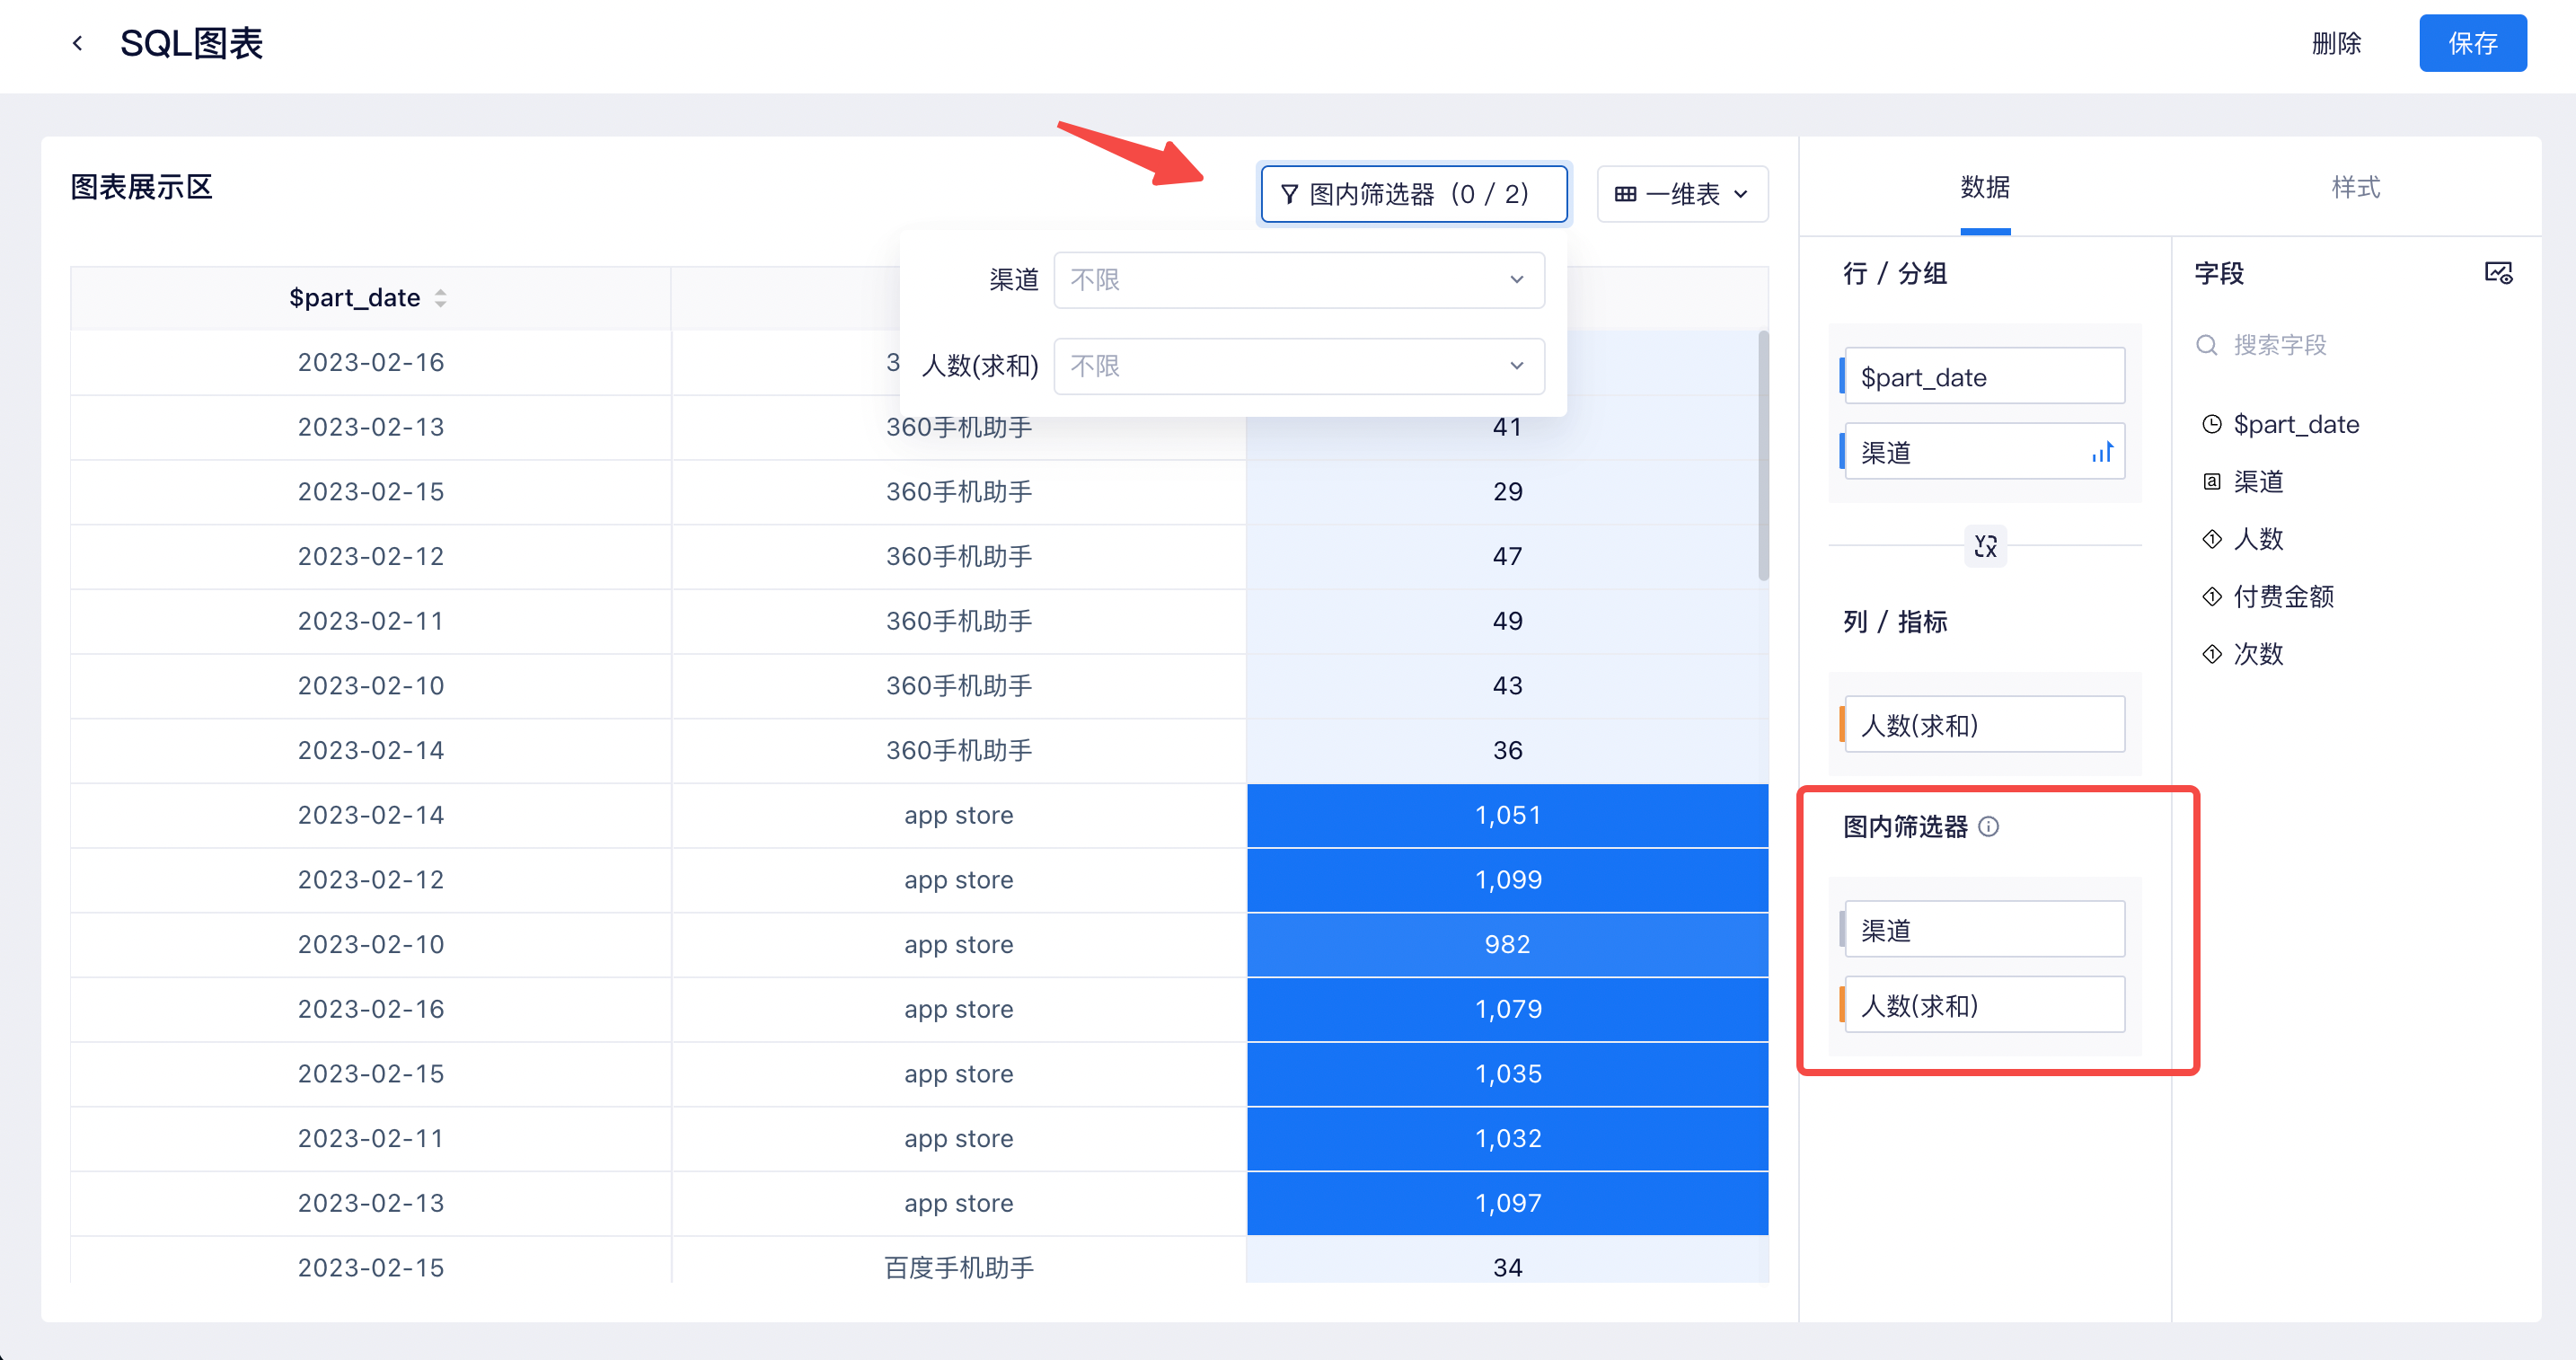 SQL图表
删除
保存
图表展示区
图内筛选器（0 / 2）
一维表
数据
样式
渠道 不限
人数(求和) 不限
$part_date
2023-02-16 3
2023-02-13 360手机助手 41
2023-02-15 360手机助手 29
2023-02-12 360手机助手 47
2023-02-11 360手机助手 49
2023-02-10 360手机助手 43
2023-02-14 360手机助手 36
2023-02-14 app store 1,051
2023-02-12 app store 1,099
2023-02-10 app store 982
2023-02-16 app store 1,079
2023-02-15 app store 1,035
2023-02-11 app store 1,032
2023-02-13 app store 1,097
2023-02-15 百度手机助手 34
行 / 分组
$part_date
渠道
列 / 指标
人数(求和)
图内筛选器
渠道
人数(求和)
字段
搜索字段
$part_date
渠道
人数
付费金额
次数